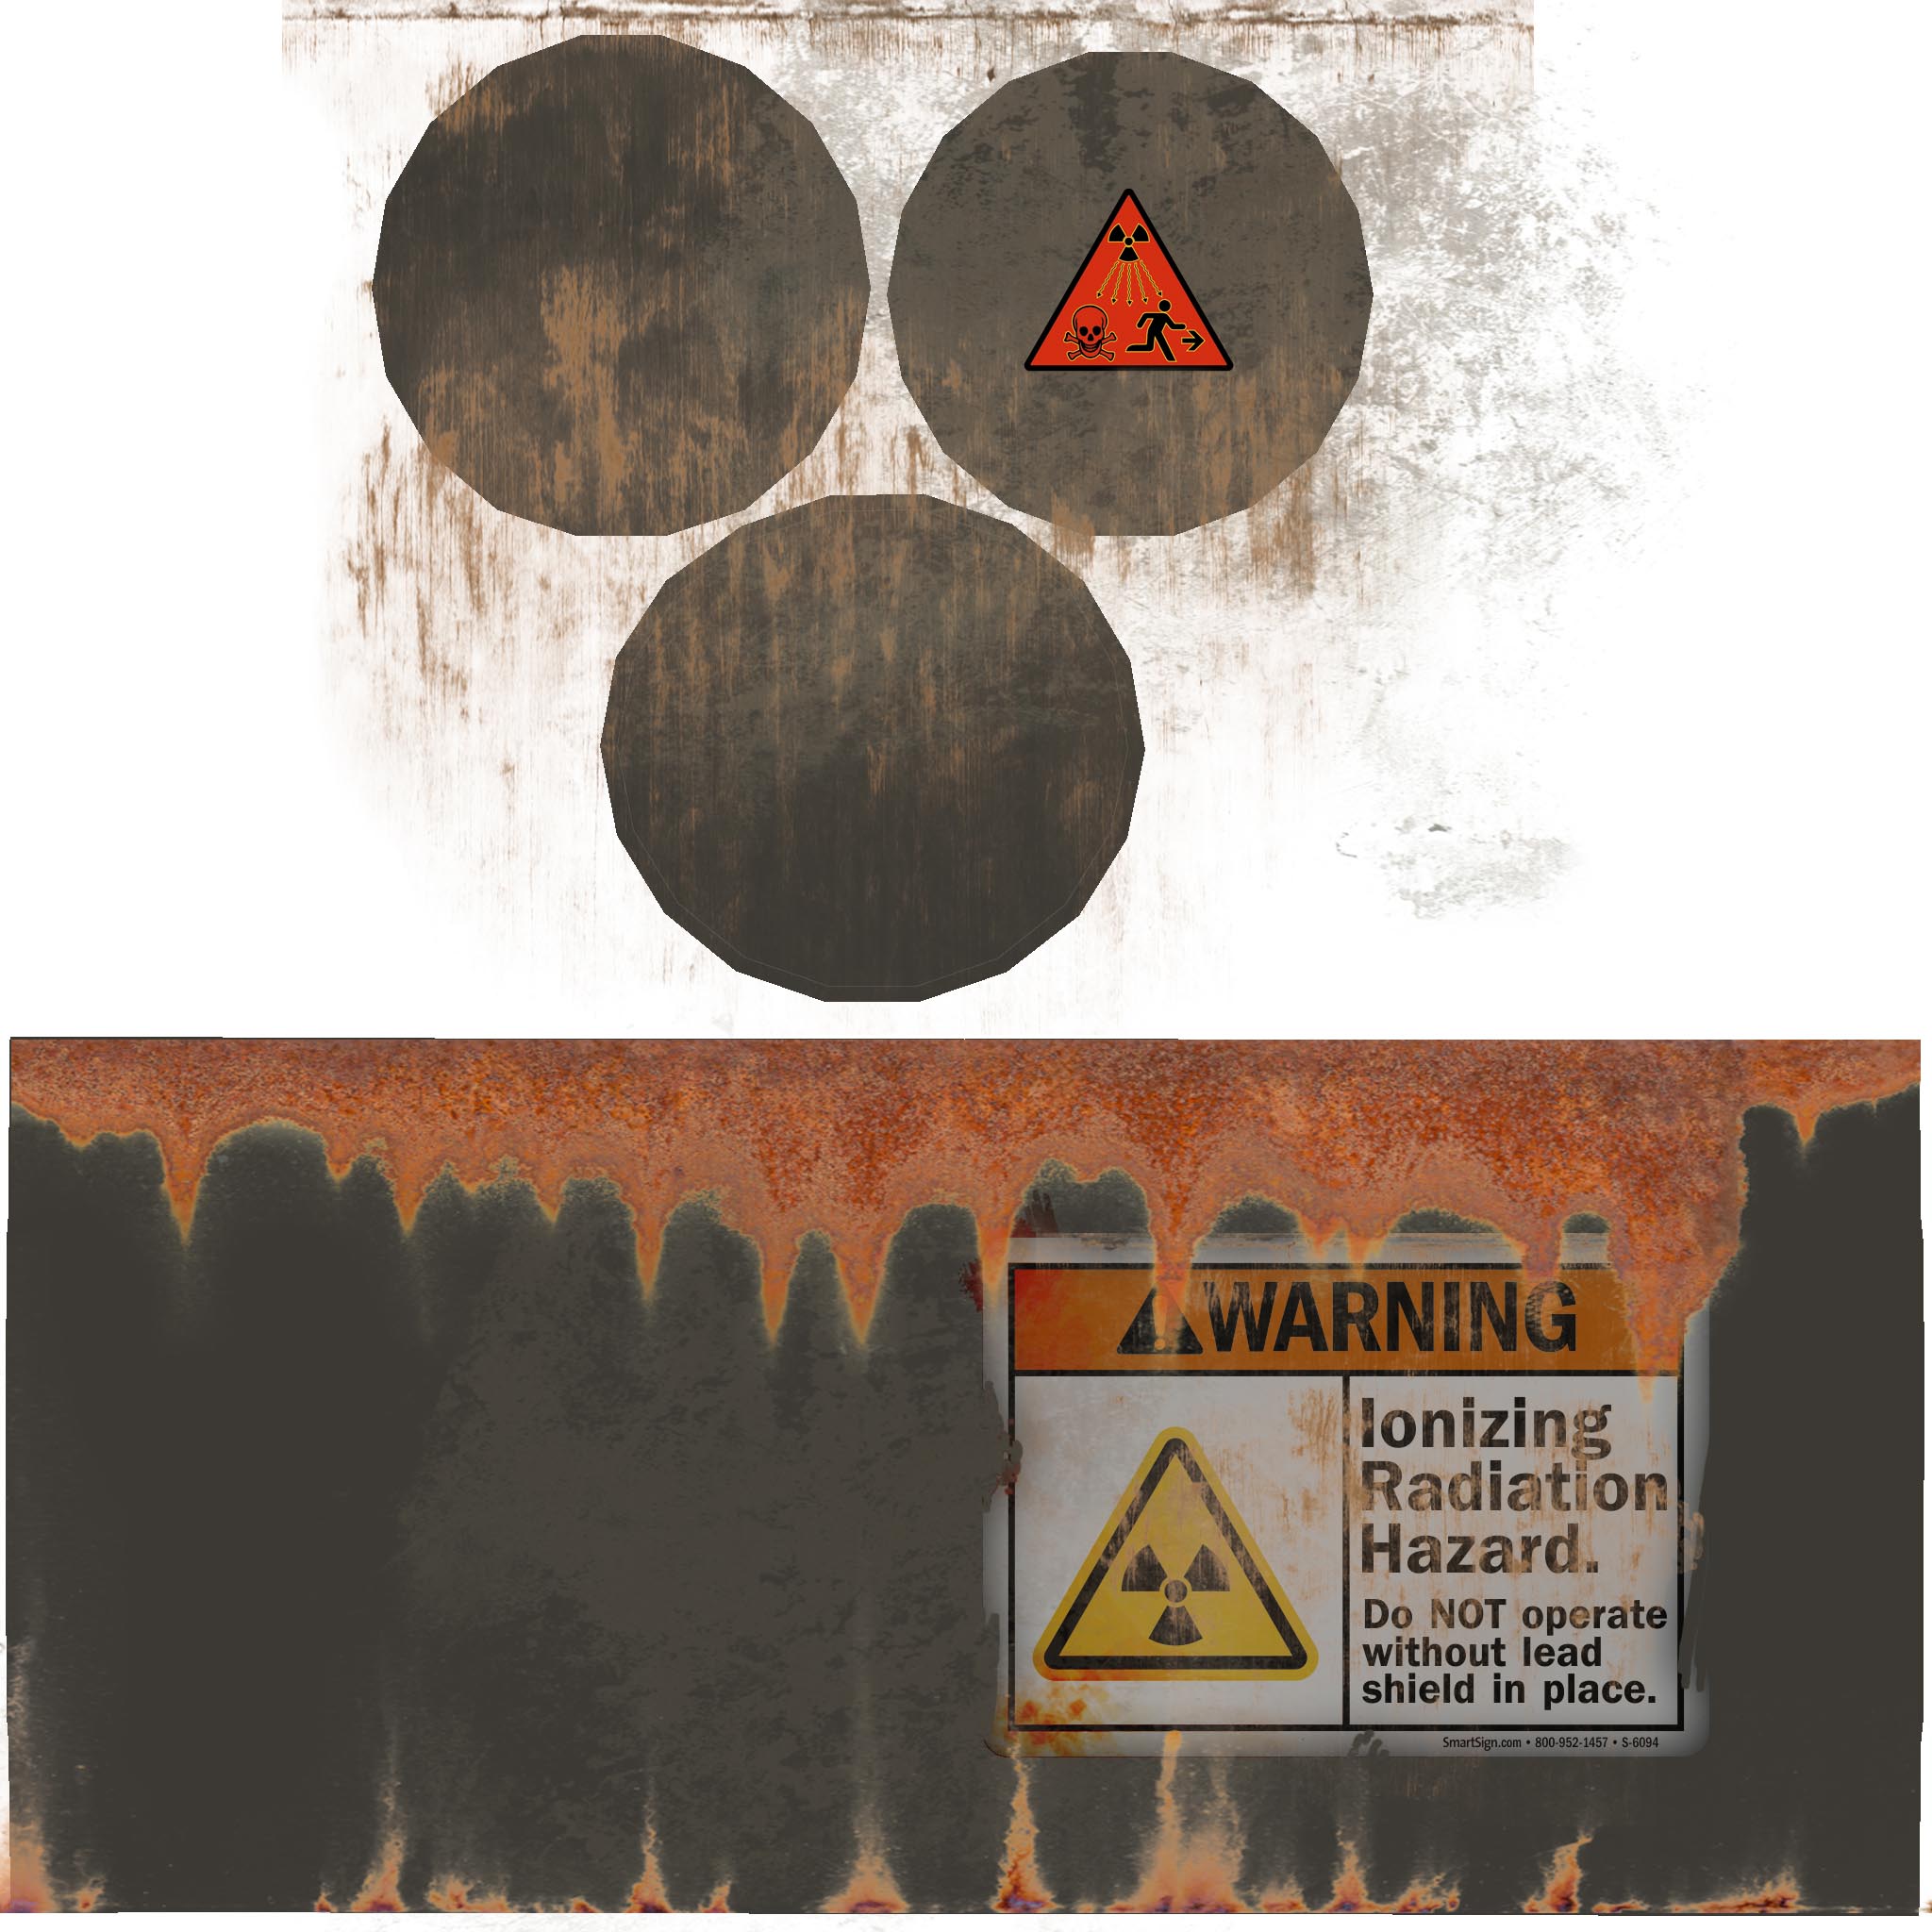 WARNING
Ionizing
Radiation
Hazard.
Do NOT operate
without lead
shield in place.
SmartSign.com • 800-952-1457 • S-6094